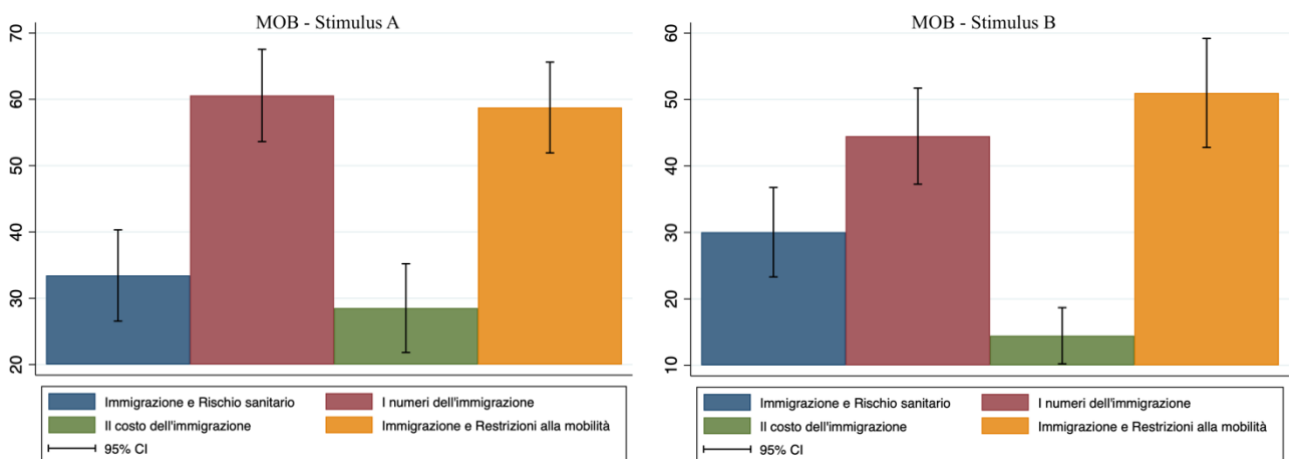 MOB - Stimulus A
70
60
50
40
30
20
Immigrazione e Rischio sanitario
I numeri dell'immigrazione
Il costo dell'immigrazione
Immigrazione e Restrizioni alla mobilità
95% CI
MOB - Stimulus B
60
50
40
30
20
10
Immigrazione e Rischio sanitario
I numeri dell'immigrazione
Il costo dell'immigrazione
Immigrazione e Restrizioni alla mobilità
95% CI